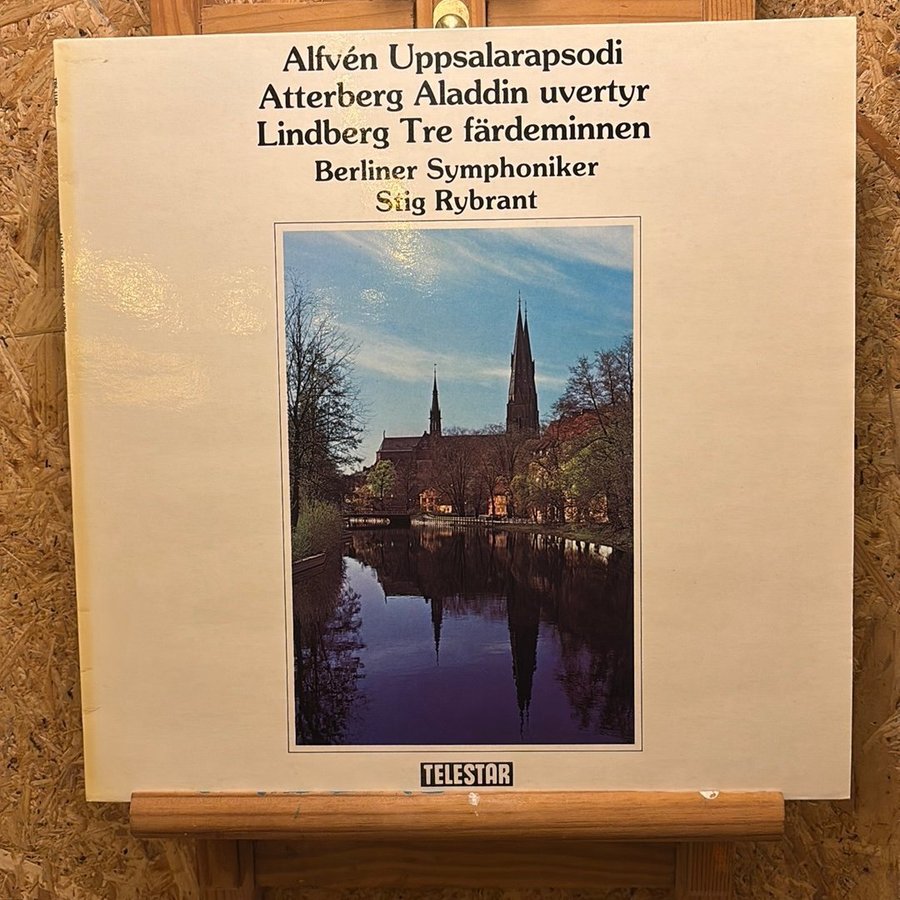 Alfvén Uppsalarapsodi
Atterberg Aladdin uvertyr
Lindberg Tre färdeminnen
Berliner Symphoniker
Stig Rybrant
TELESTAR